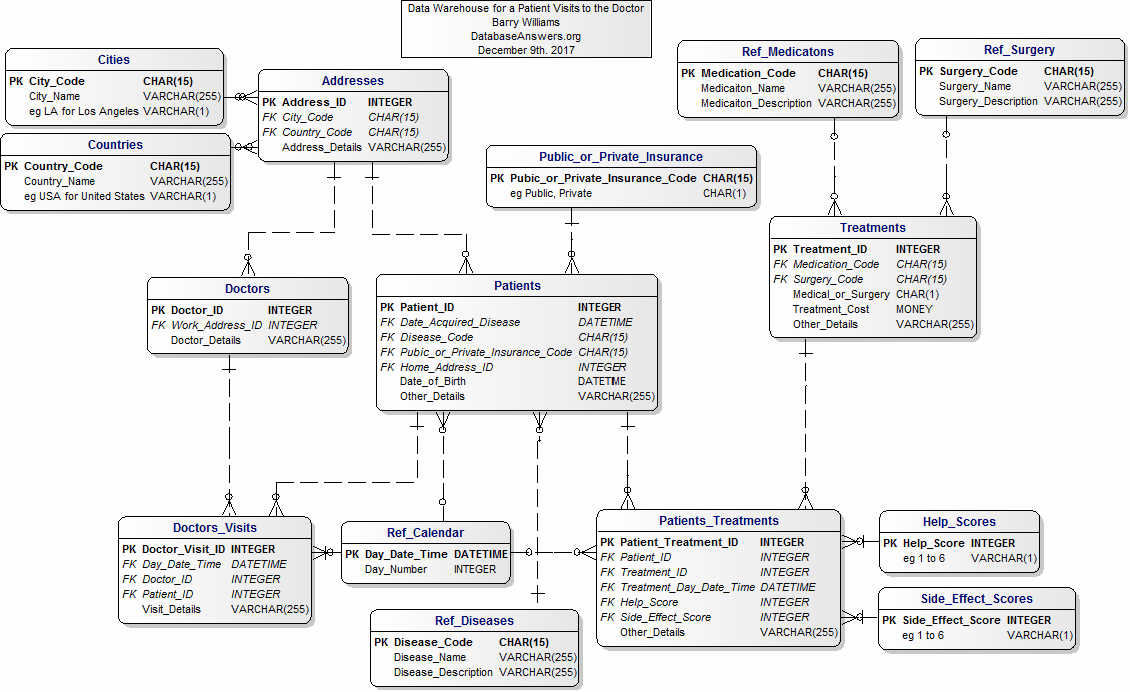 Data Warehouse for a Patient Visits to the Doctor
Barry Williams
DatabaseAnswers.org
December 9th. 2017
Cities
PK City_Code CHAR(15)
City_Name VARCHAR(255)
eg LA for Los Angeles VARCHAR(1)
Addresses
PK Address_ID INTEGER
FK City_Code CHAR(15)
FK Country_Code CHAR(15)
Address_Details VARCHAR(255)
Countries
PK Country_Code CHAR(15)
Country_Name VARCHAR(255)
eg USA for United States VARCHAR(1)
Public_or_Private_Insurance
PK Pubic_or_Private_Insurance_Code CHAR(15)
eg Public, Private CHAR(1)
Ref_Medicatons
PK Medication_Code CHAR(15)
Medicaiton_Name VARCHAR(255)
Medicaiton_Description VARCHAR(255)
Ref_Surgery
PK Surgery_Code CHAR(15)
Surgery_Name VARCHAR(255)
Surgery_Description VARCHAR(255)
Treatments
PK Treatment_ID INTEGER
FK Medication_Code CHAR(15)
FK Surgery_Code CHAR(15)
Medical_or_Surgery CHAR(1)
Treatment_Cost MONEY
Other_Details VARCHAR(255)
Doctors
PK Doctor_ID INTEGER
FK Work_Address_ID INTEGER
Doctor_Details VARCHAR(255)
Patients
PK Patient_ID INTEGER
FK Date_Acquired_Disease DATETIME
FK Disease_Code CHAR(15)
FK Pubic_or_Private_Insurance_Code CHAR(15)
FK Home_Address_ID INTEGER
Date_of_Birth DATETIME
Other_Details VARCHAR(255)
Doctors_Visits
PK Doctor_Visit_ID INTEGER
FK Day_Date_Time DATETIME
FK Doctor_ID INTEGER
FK Patient_ID INTEGER
Visit_Details VARCHAR(255)
Ref_Calendar
PK Day_Date_Time DATETIME
Day_Number INTEGER
Ref_Diseases
PK Disease_Code CHAR(15)
Disease_Name VARCHAR(255)
Disease_Description VARCHAR(255)
Patients_Treatments
PK Patient_Treatment_ID INTEGER
FK Patient_ID INTEGER
FK Treatment_ID INTEGER
FK Treatment_Day_Date_Time DATETIME
FK Help_Score INTEGER
FK Side_Effect_Score INTEGER
Other_Details VARCHAR(255)
Help_Scores
PK Help_Score INTEGER
eg 1 to 6 VARCHAR(1)
Side_Effect_Scores
PK Side_Effect_Score INTEGER
eg 1 to 6 VARCHAR(1)